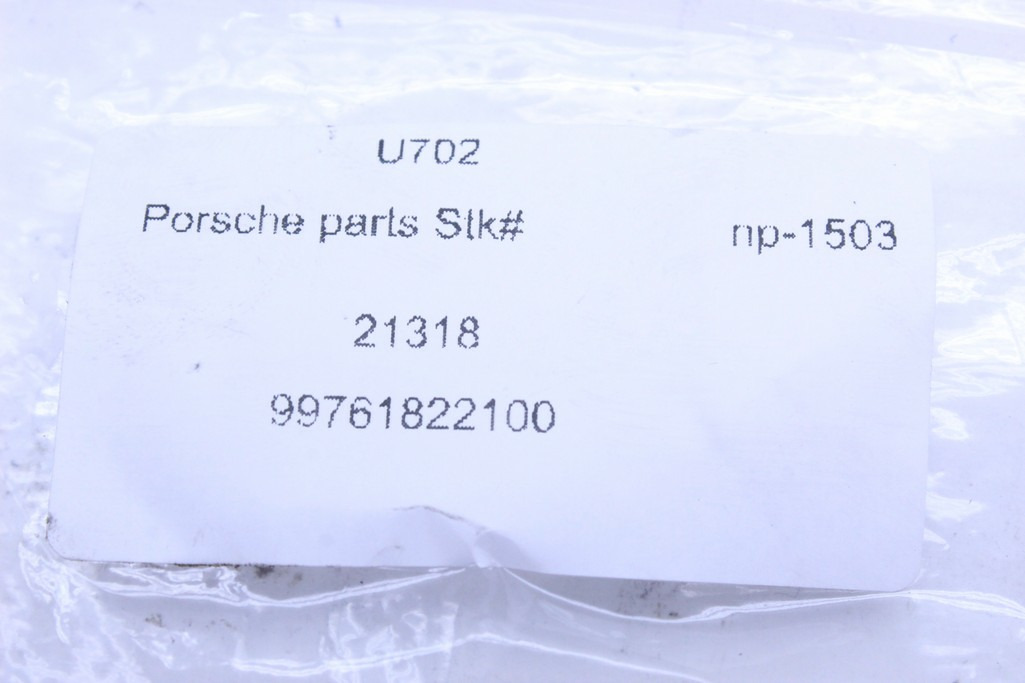 U702
Porsche parts Stk# np-1503
21318
99761822100